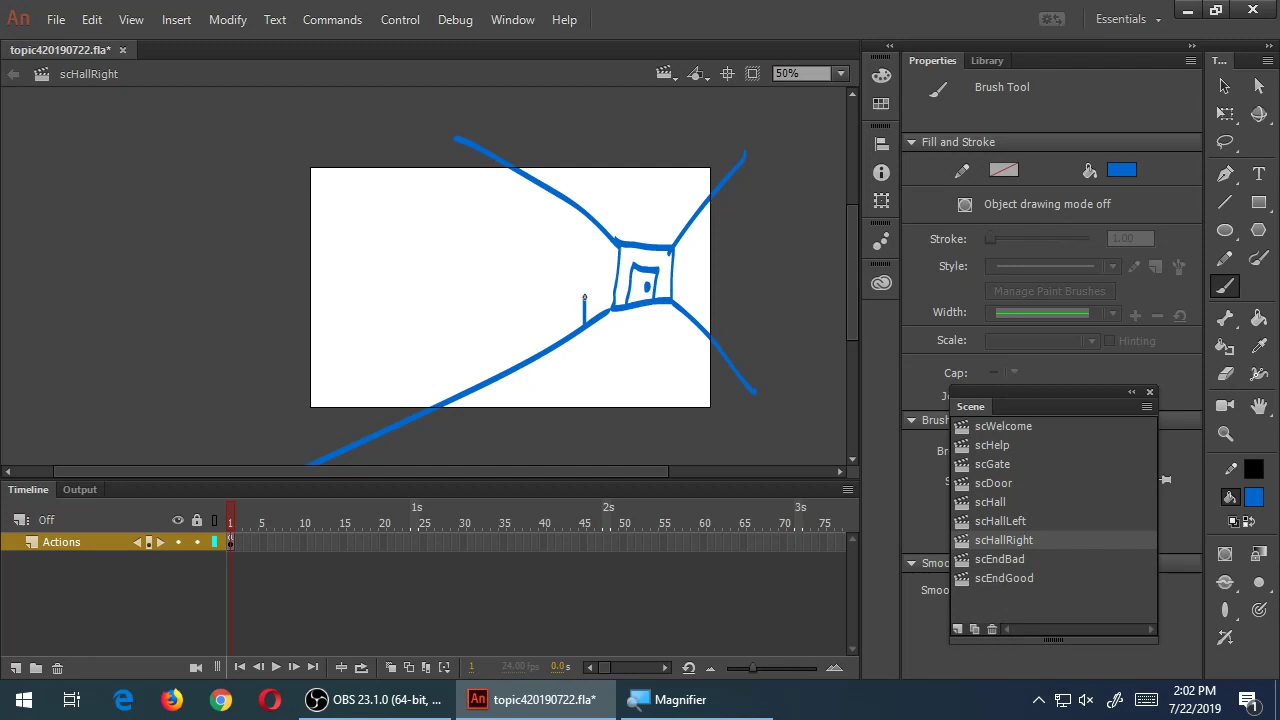 An File Edit View Insert Modify Text Commands Control Debug Window Help Essentials
topic420190722.fla*
scHallRight 50%
Properties Library
Brush Tool
Fill and Stroke
Object drawing mode off
Stroke: 1.00
Style:
Manage Paint Brushes
Width:
Scale: Hinting
Cap:
Scene
scWelcome
scHelp
scGate
scDoor
scHall
scHallLeft
scHallRight
scEndBad
scEndGood
Timeline Output
Off 1s 2s 3s
1 5 10 15 20 25 30 35 40 45 50 55 60 65 70 75
Actions
1 24.00 fps 0.0 s
OBS 23.1.0 (64-bit, ...
An topic420190722.fla*
Magnifier
2:02 PM
7/22/2019
1